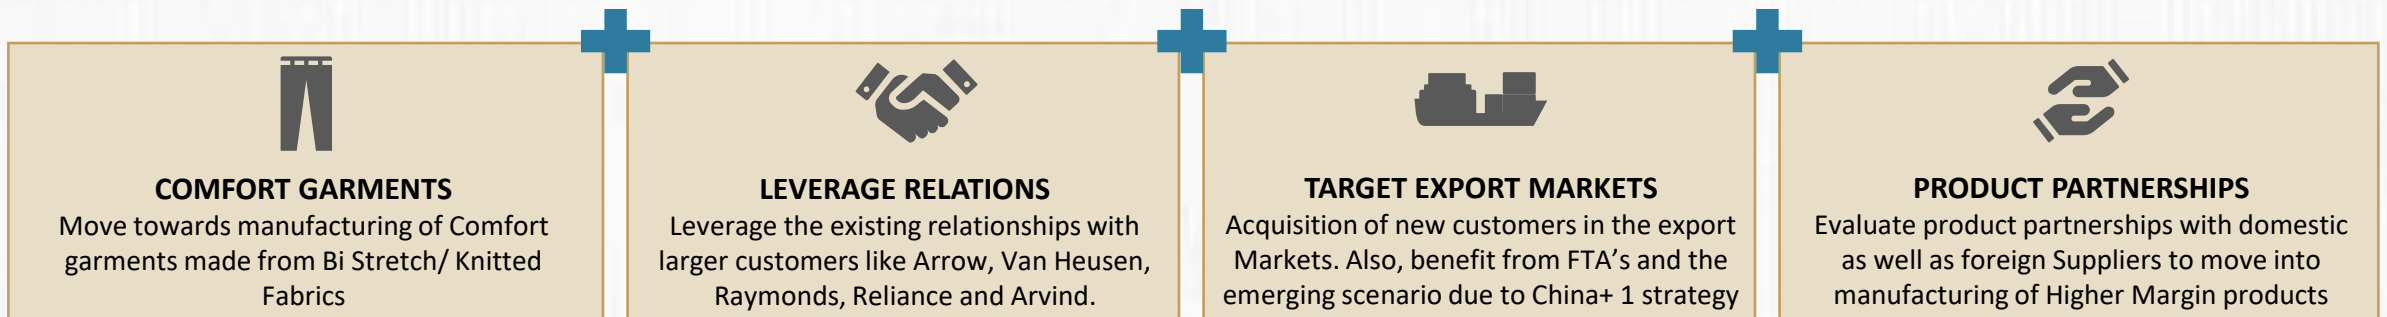 COMFORT GARMENTS
Move towards manufacturing of Comfort
garments made from Bi Stretch/ Knitted
Fabrics
LEVERAGE RELATIONS
Leverage the existing relationships with
larger customers like Arrow, Van Heusen,
Raymonds, Reliance and Arvind.
TARGET EXPORT MARKETS
Acquisition of new customers in the export
Markets. Also, benefit from FTA's and the
emerging scenario due to China+ 1 strategy
PRODUCT PARTNERSHIPS
Evaluate product partnerships with domestic
as well as foreign Suppliers to move into
manufacturing of Higher Margin products